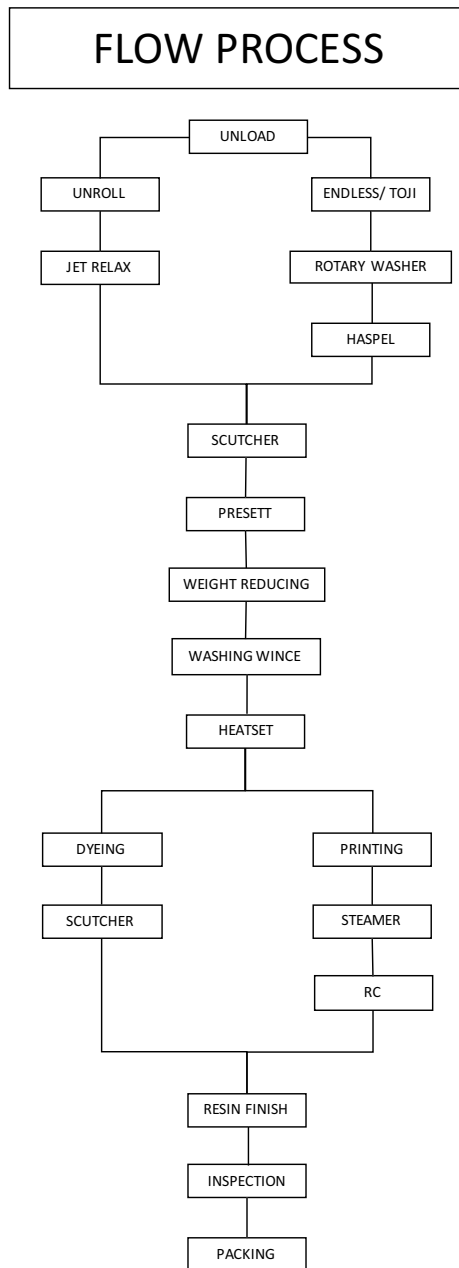 FLOW PROCESS
UNLOAD
UNROLL
ENDLESS/ TOJI
JET RELAX
ROTARY WASHER
HASPEL
SCUTCHER
PRESETT
WEIGHT REDUCING
WASHING WINCE
HEATSET
DYEING
PRINTING
SCUTCHER
STEAMER
RC
RESIN FINISH
INSPECTION
PACKING